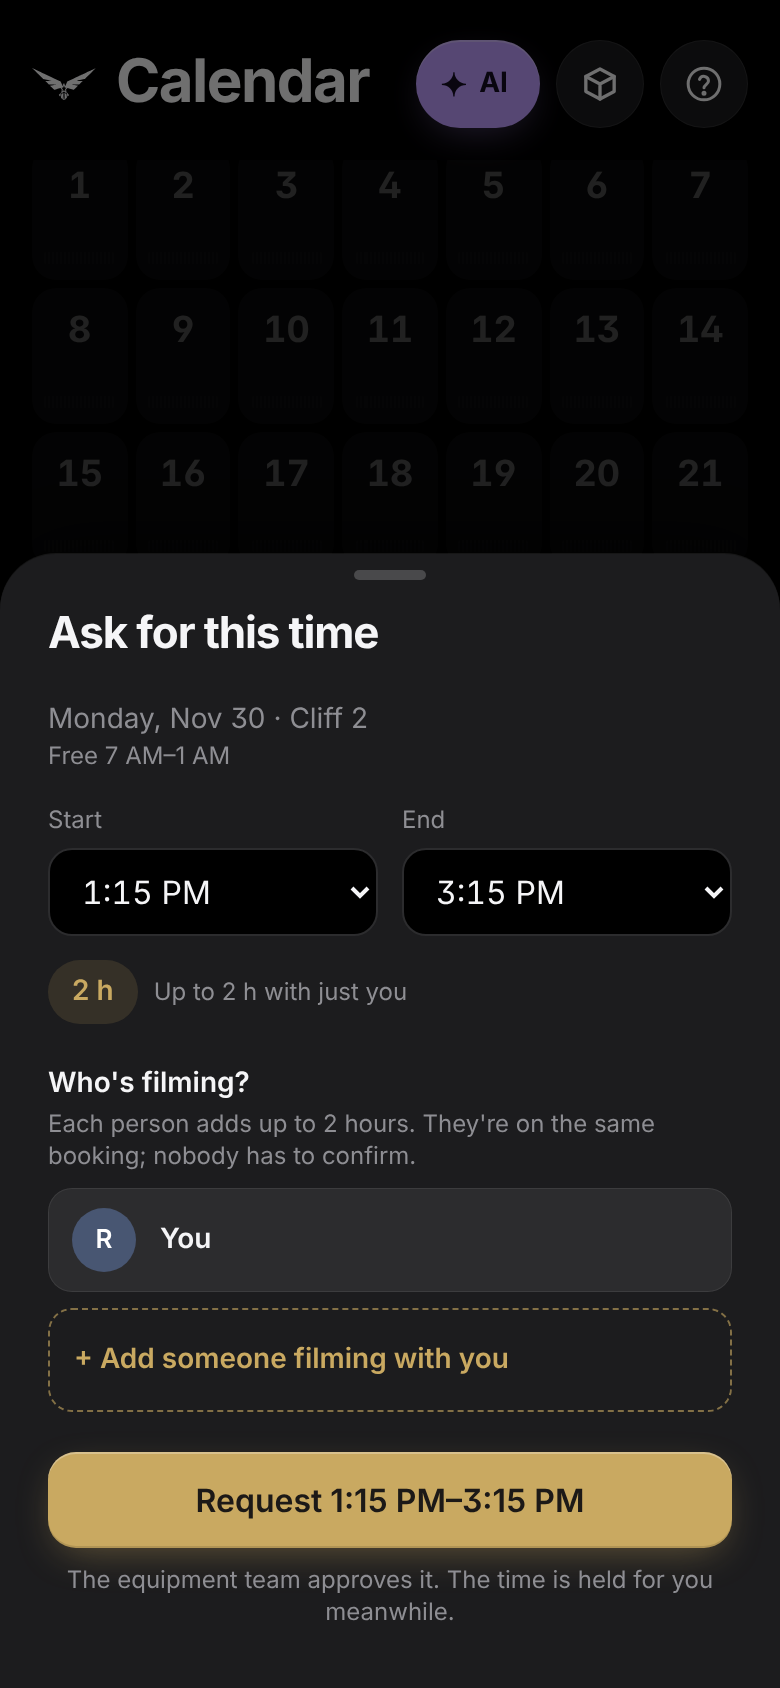 Calendar
AI
1 2 3 4 5 6 7
8 9 10 11 12 13 14
15 16 17 18 19 20 21
Ask for this time
Monday, Nov 30 · Cliff 2
Free 7 AM–1 AM
Start End
1:15 PM 3:15 PM
2 h Up to 2 h with just you
Who's filming?
Each person adds up to 2 hours. They're on the same
booking; nobody has to confirm.
R You
+ Add someone filming with you
Request 1:15 PM–3:15 PM
The equipment team approves it. The time is held for you
meanwhile.